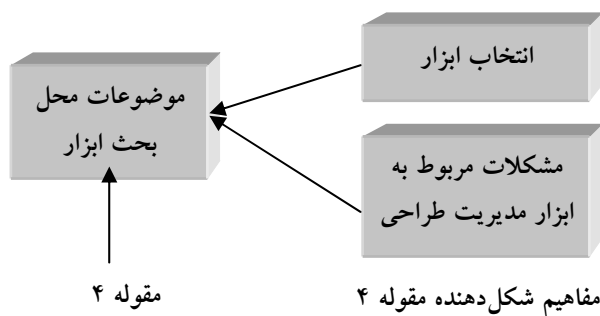 انتخاب ابزار
موضوعات محل
بحث ابزار
مشکلات مربوط به
ابزار مدیریت طراحی
مفاهیم شکل‌دهنده مقوله ۴
مقوله ۴